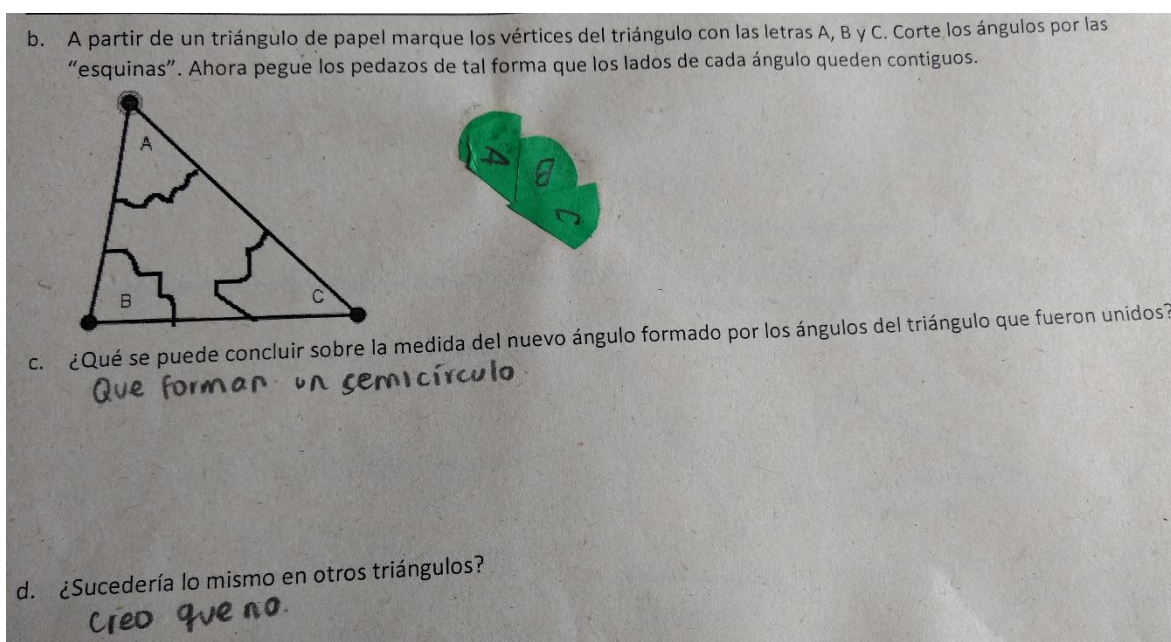 b. A partir de un triángulo de papel marque los vértices del triángulo con las letras A, B y C. Corte los ángulos por las
“esquinas”. Ahora pegue los pedazos de tal forma que los lados de cada ángulo queden contiguos.
A
B
C
A
B
C
c. ¿Qué se puede concluir sobre la medida del nuevo ángulo formado por los ángulos del triángulo que fueron unidos?
Que forman un semicírculo
d. ¿Sucedería lo mismo en otros triángulos?
Creo que no.